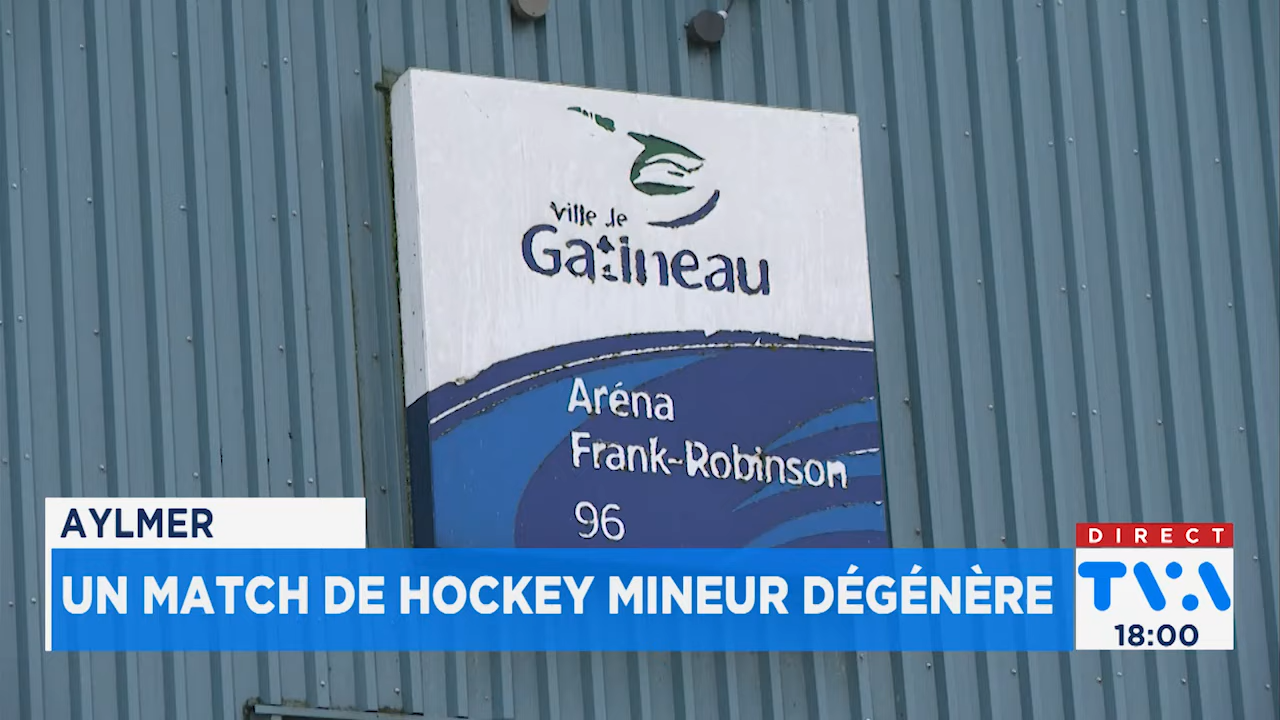 Ville de
Gatineau
Aréna
Frank-Robinson
96
AYLMER
UN MATCH DE HOCKEY MINEUR DÉGÉNÈRE
DIRECT
TVA
18:00